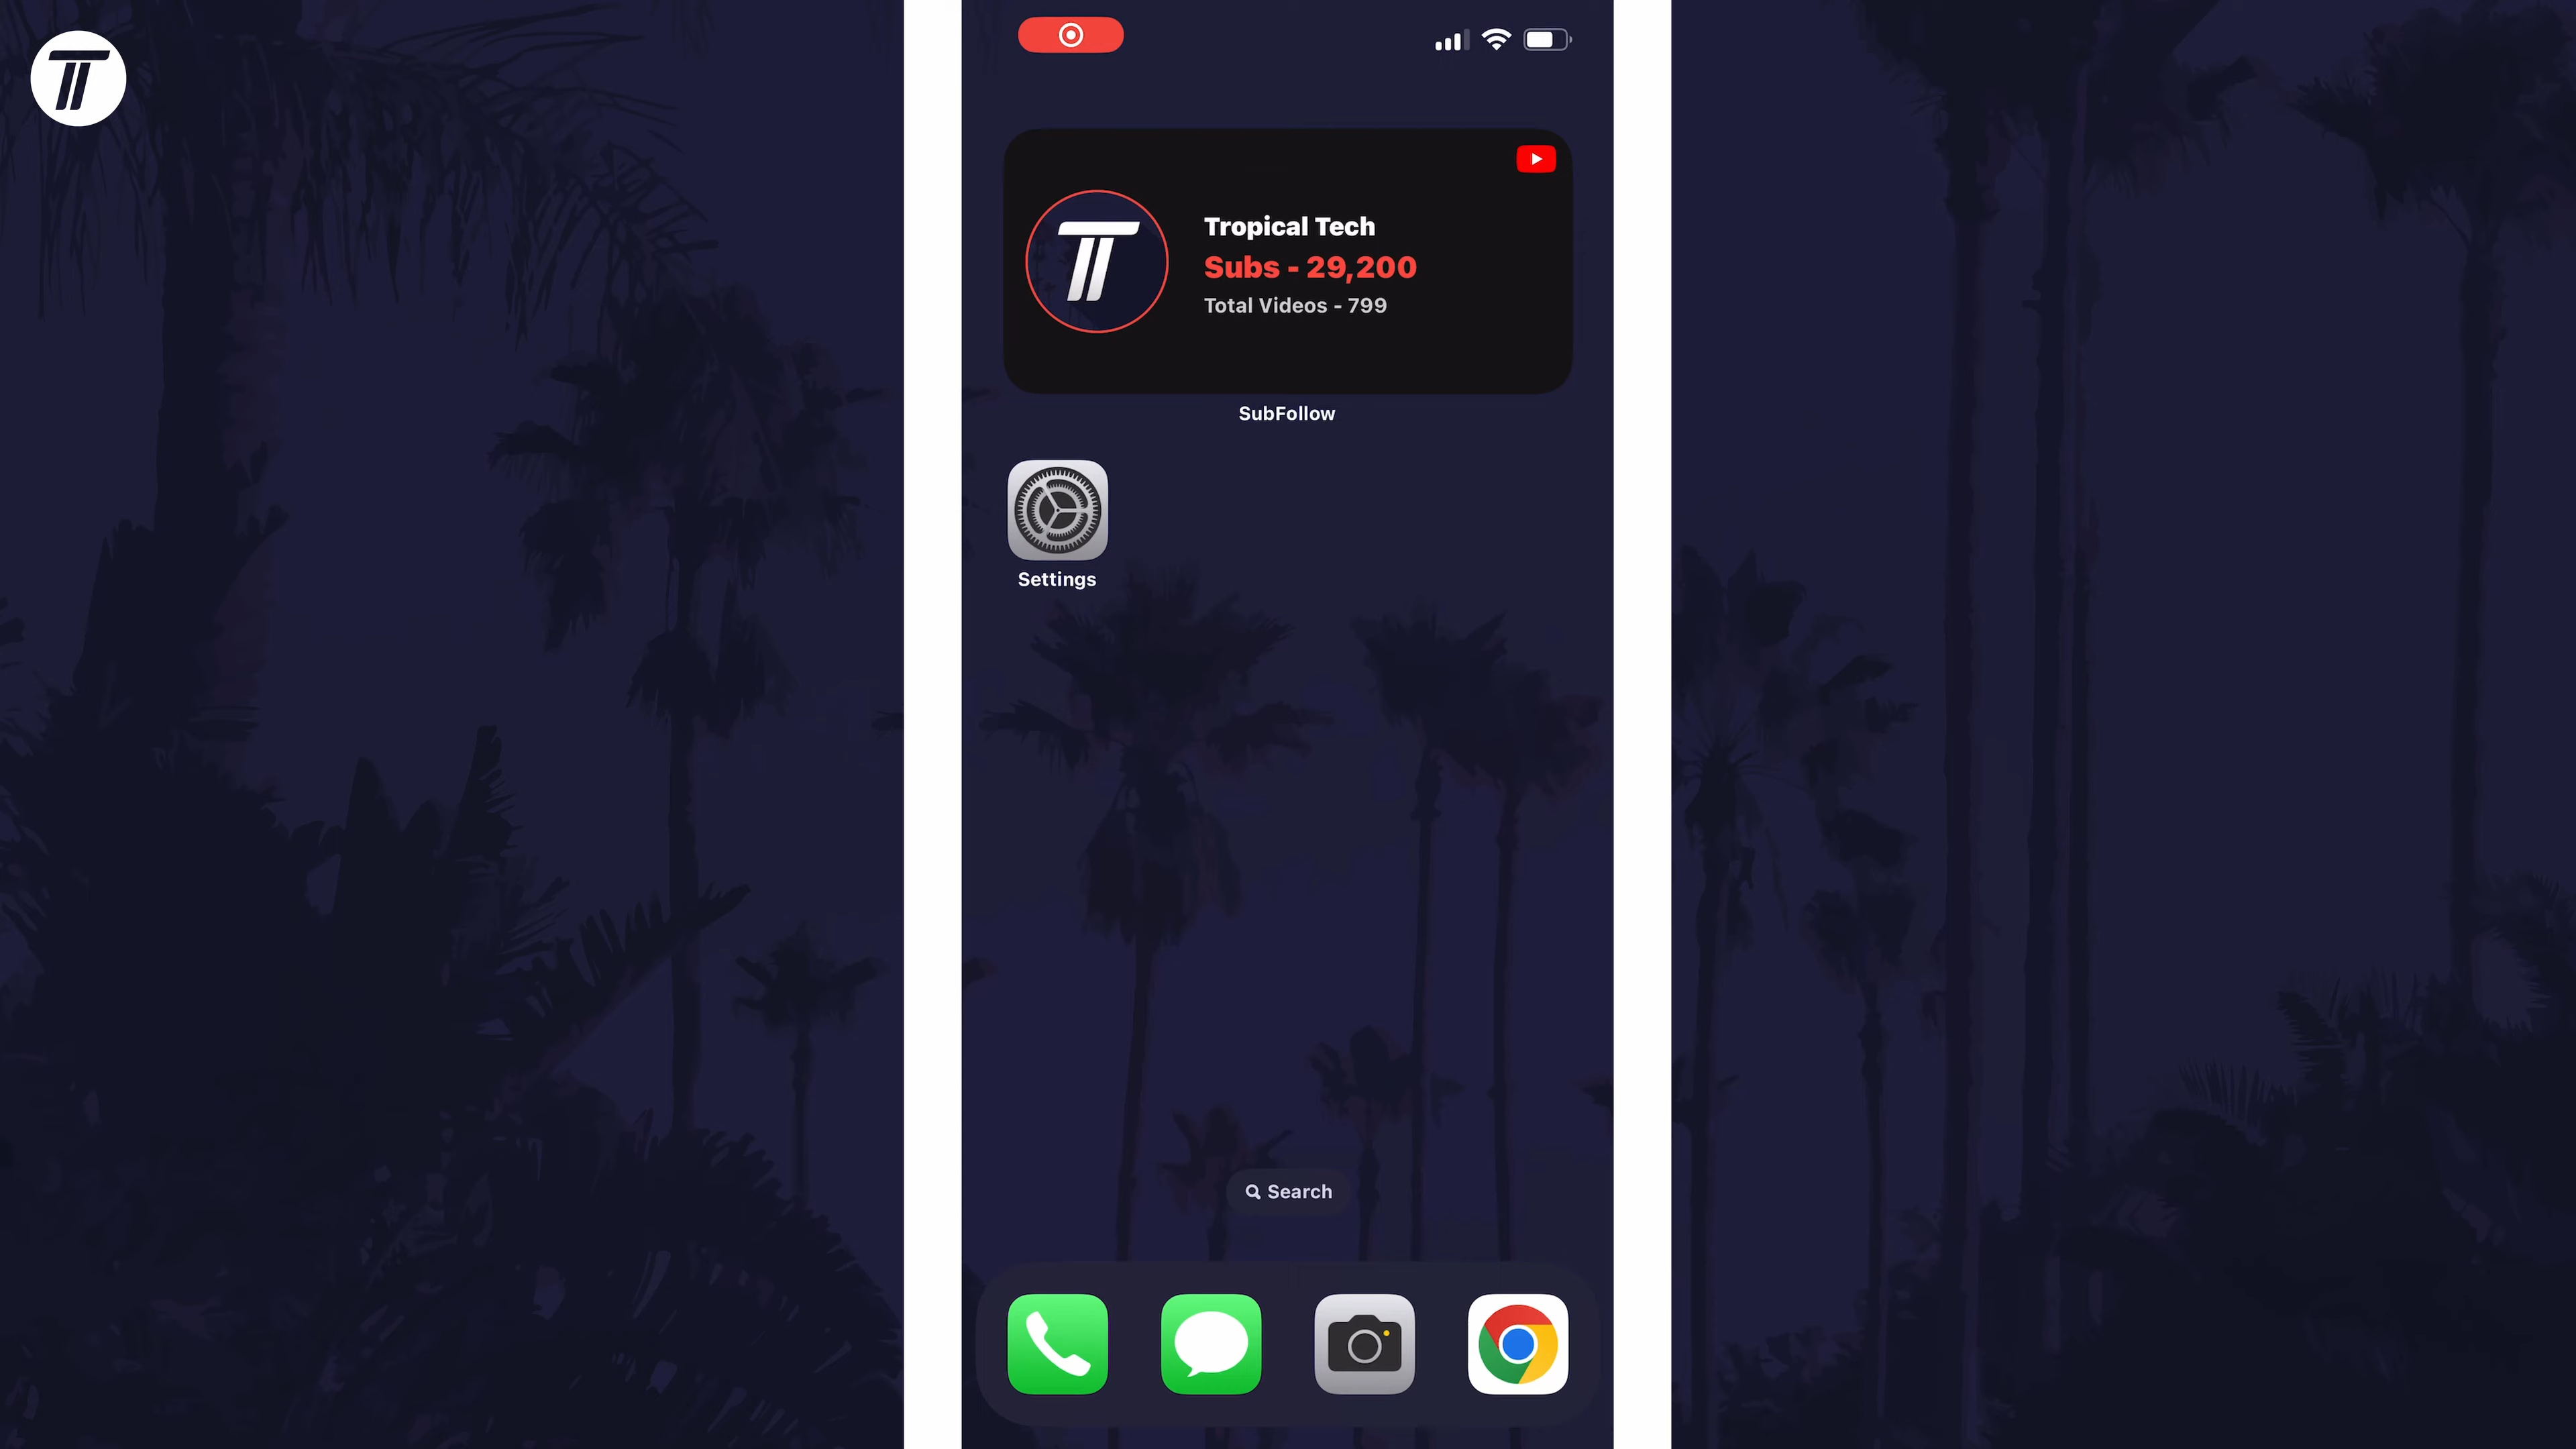 Tropical Tech
Subs - 29,200
Total Videos - 799
SubFollow
Settings
Search